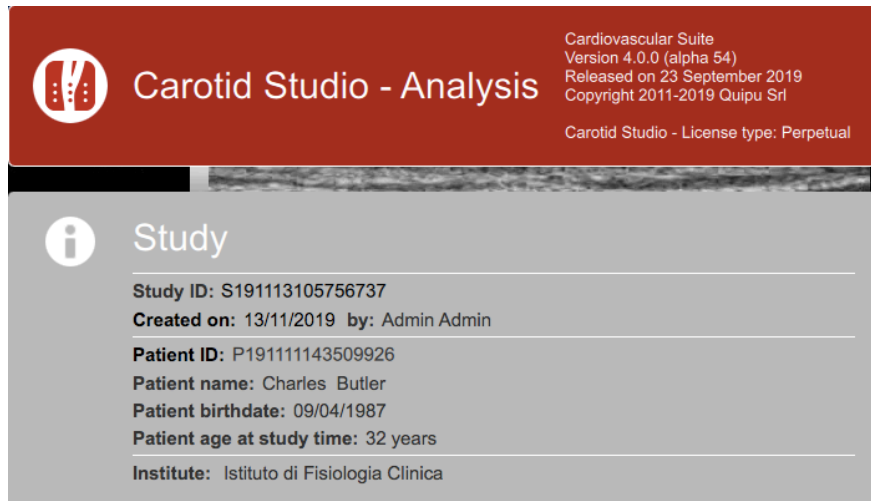 Carotid Studio - Analysis
Cardiovascular Suite
Version 4.0.0 (alpha 54)
Released on 23 September 2019
Copyright 2011-2019 Quipu Srl
Carotid Studio - License type: Perpetual
Study
Study ID: S191113105756737
Created on: 13/11/2019 by: Admin Admin
Patient ID: P191111143509926
Patient name: Charles Butler
Patient birthdate: 09/04/1987
Patient age at study time: 32 years
Institute: Istituto di Fisiologia Clinica